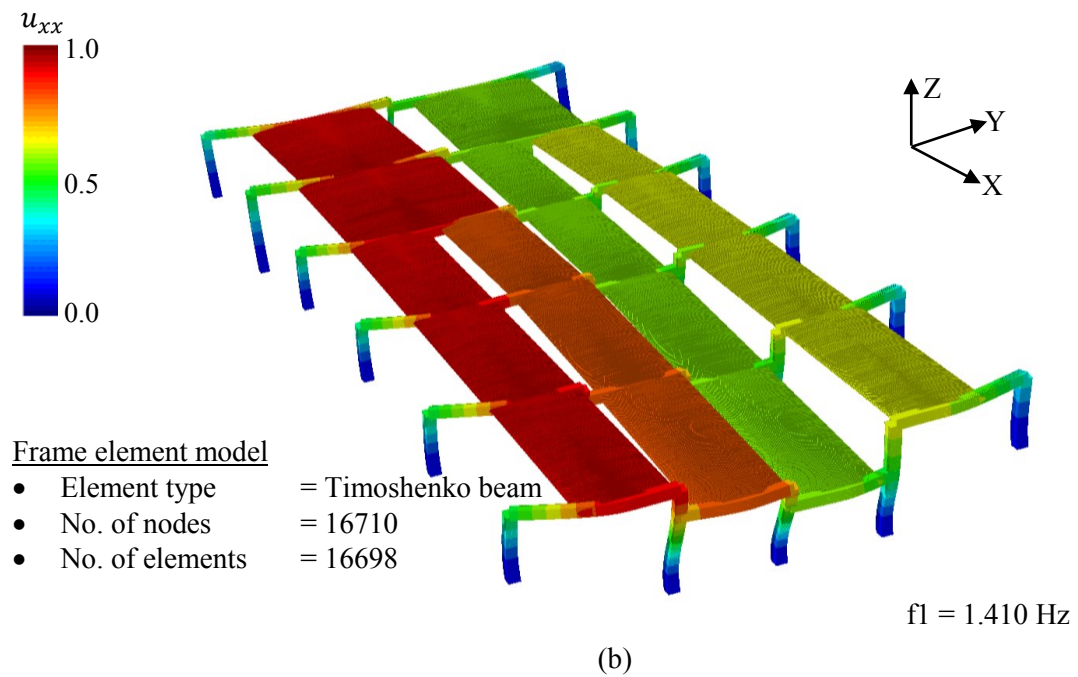 u_xx
1.0
0.5
0.0
Z
Y
X
Frame element model
• Element type = Timoshenko beam
• No. of nodes = 16710
• No. of elements = 16698
f1 = 1.410 Hz
(b)